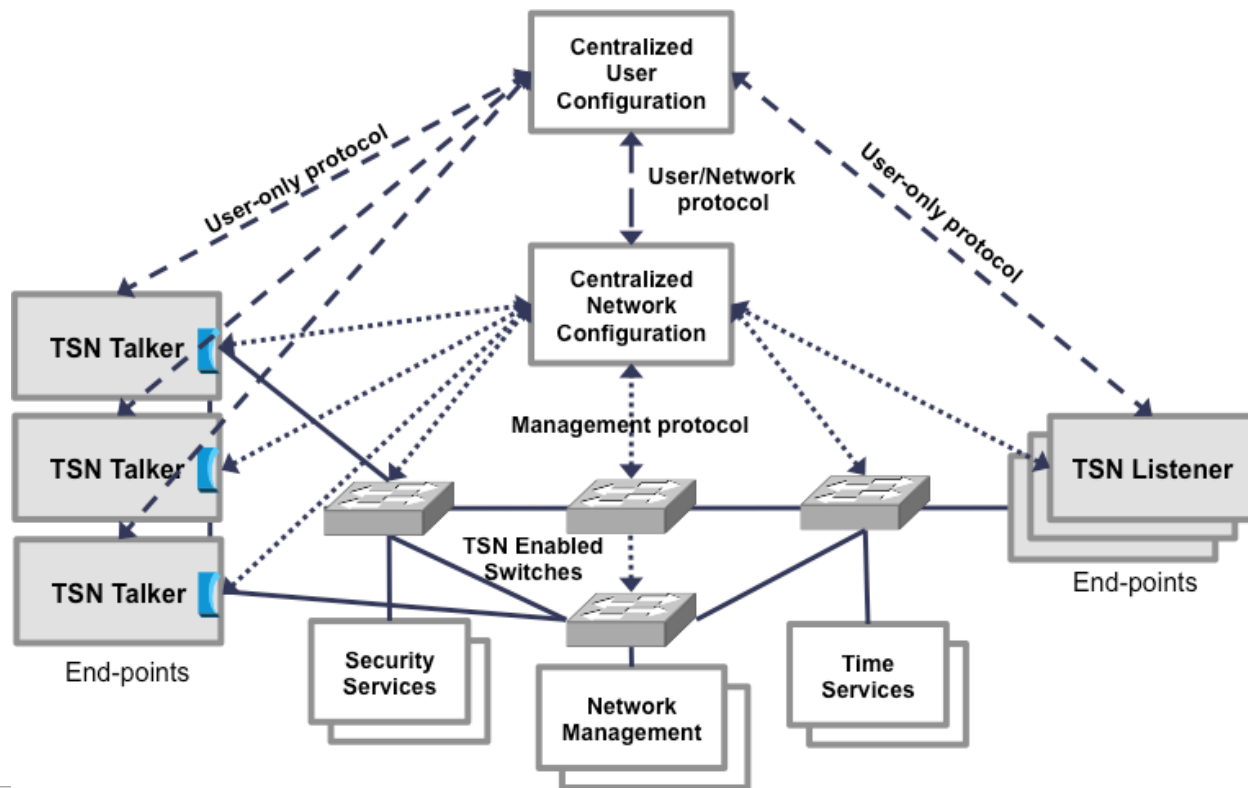 Centralized
User
Configuration
User-only protocol
User/Network
protocol
User-only protocol
Centralized
Network
Configuration
TSN Talker
Management protocol
TSN Talker
TSN Listener
TSN Enabled
Switches
TSN Talker
End-points
End-points
Security
Services
Time
Services
Network
Management